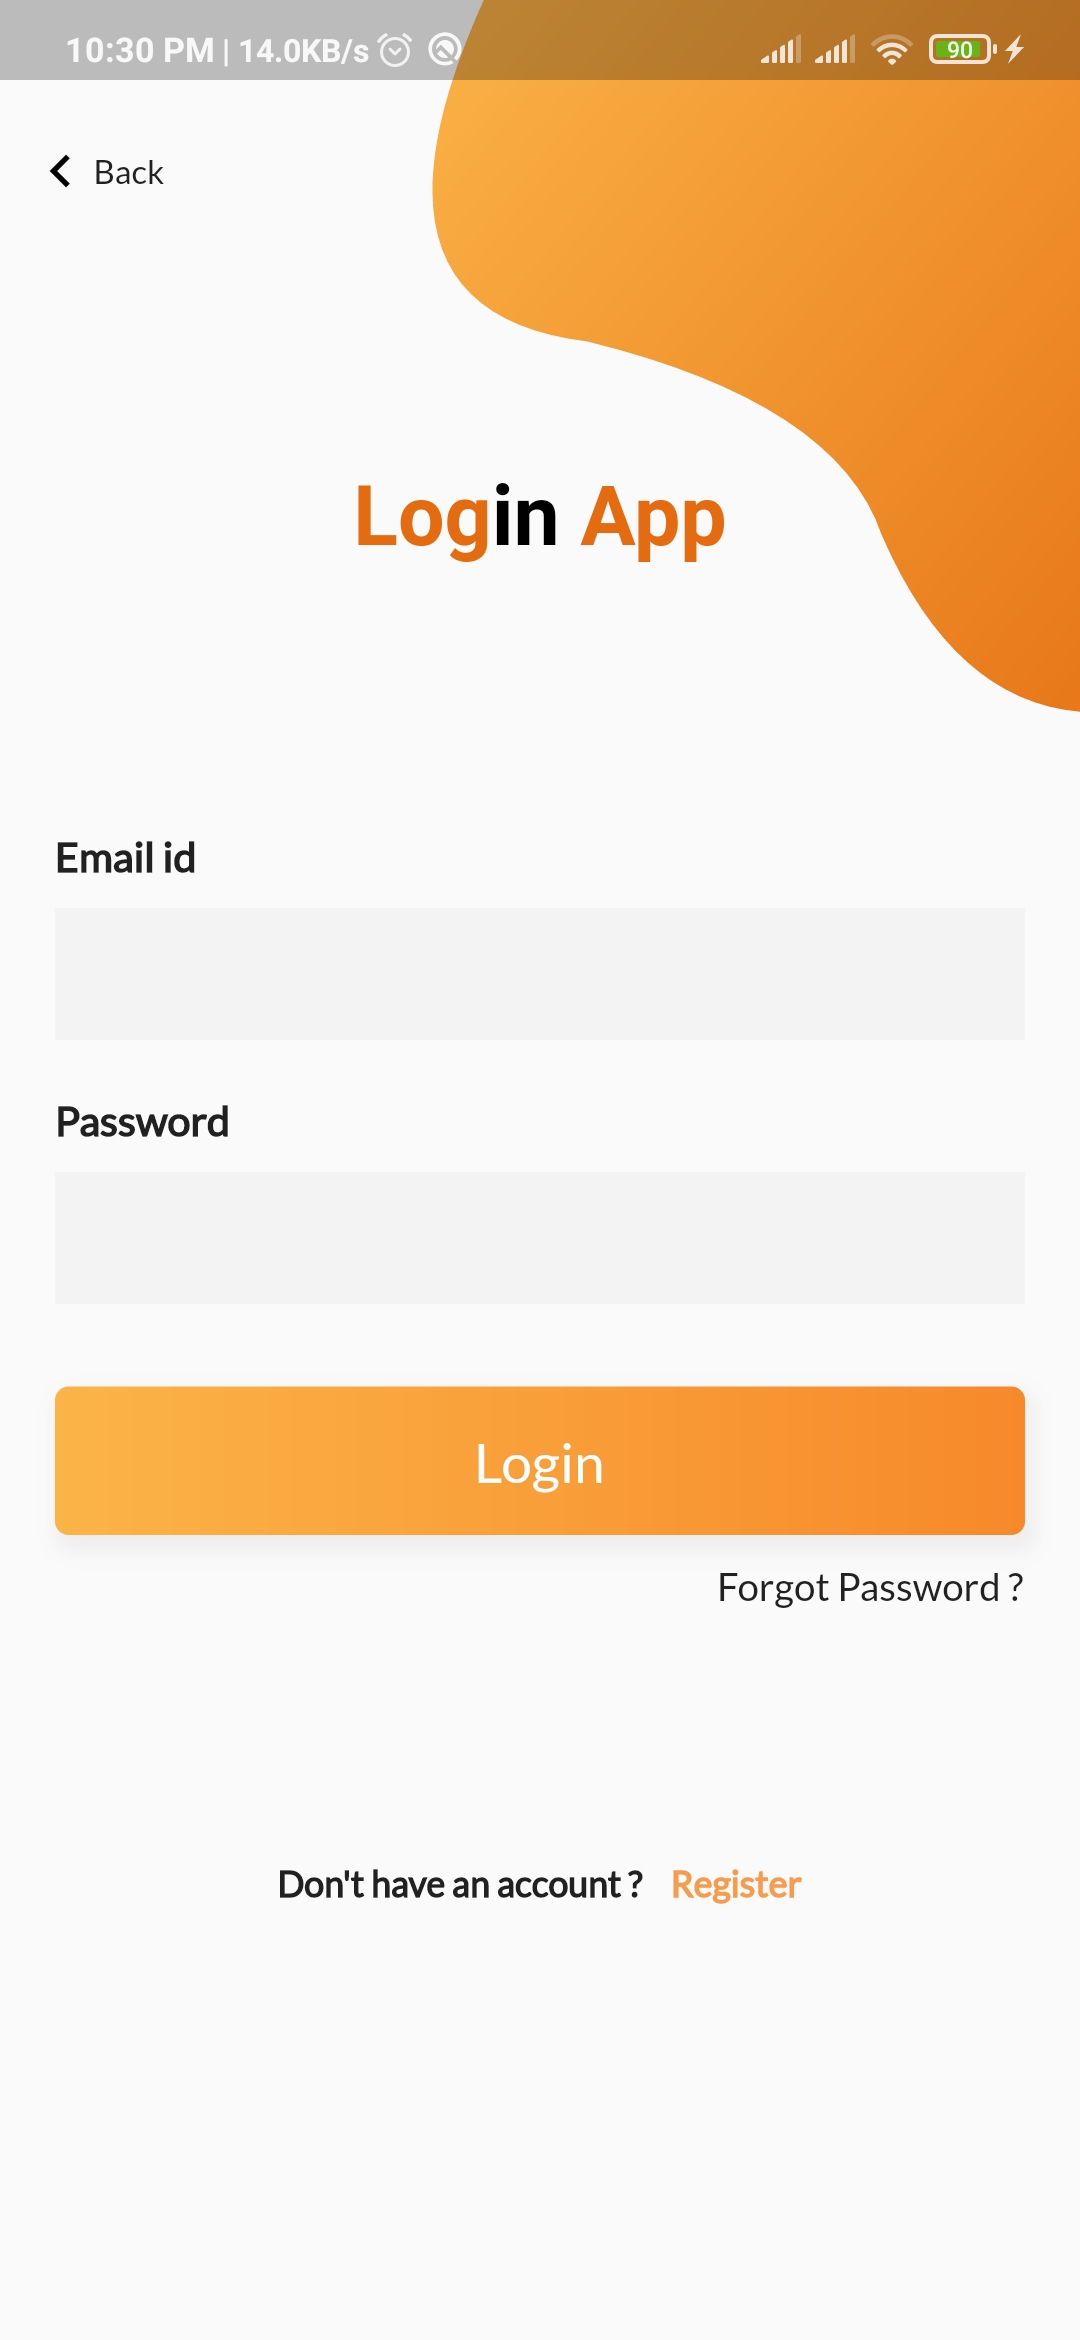 10:30 PM | 14.0KB/s 90
Back
Login App
Email id
Password
Login
Forgot Password ?
Don't have an account ? Register